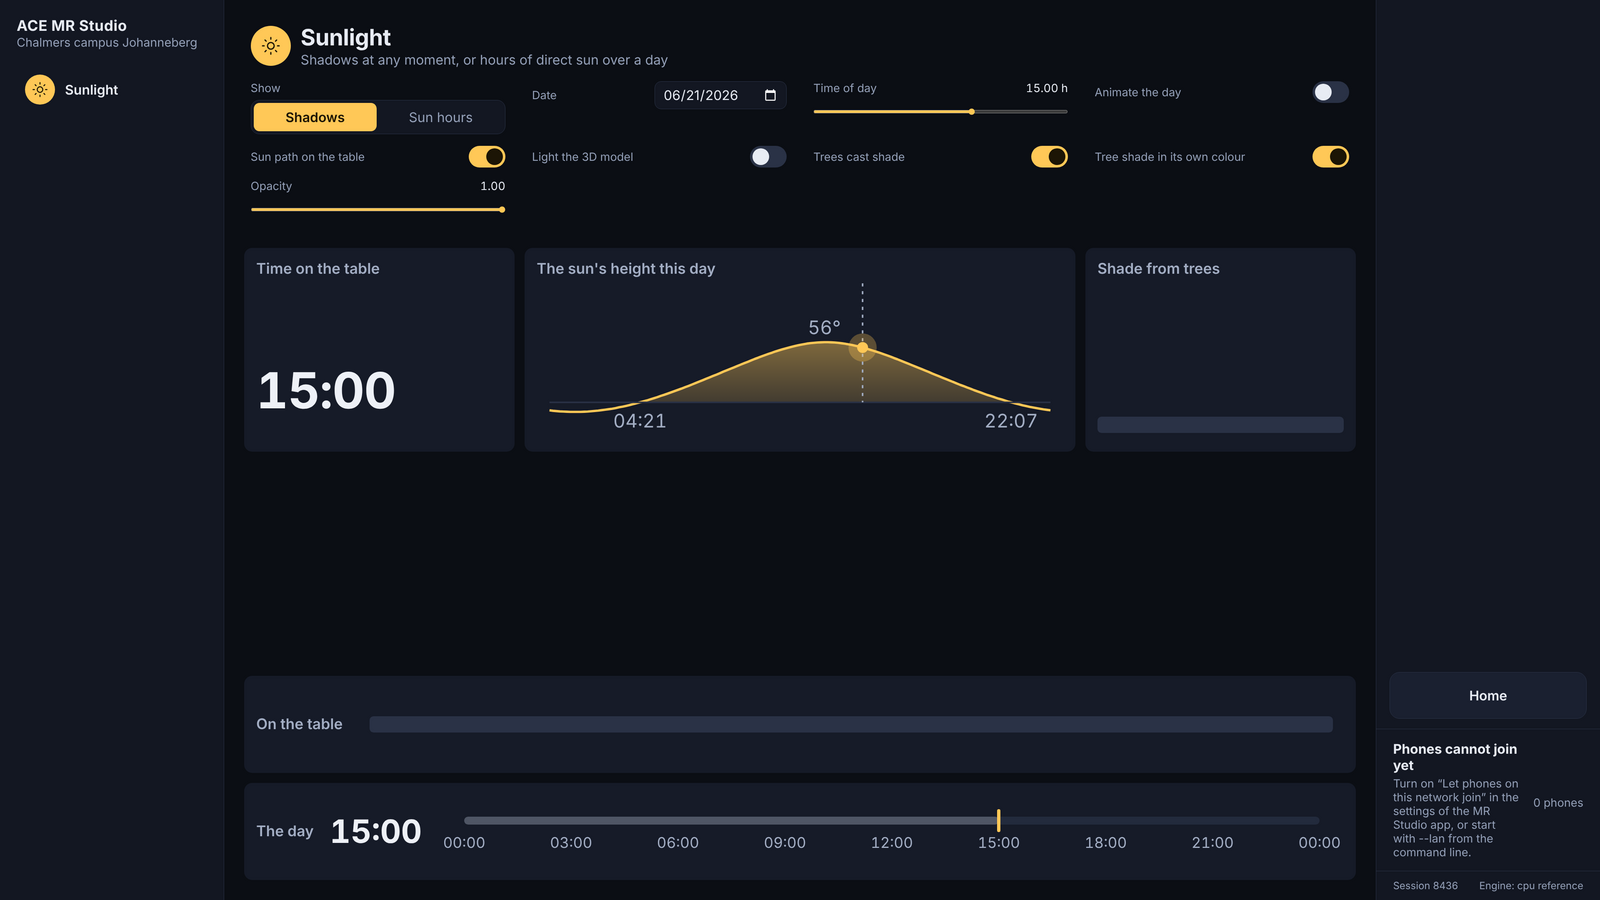 ACE MR Studio
Chalmers campus Johanneberg
Sunlight
Sunlight
Shadows at any moment, or hours of direct sun over a day
Show
Shadows
Sun hours
Date
06/21/2026
Time of day
15.00 h
Animate the day
Sun path on the table
Light the 3D model
Trees cast shade
Tree shade in its own colour
Opacity
1.00
Time on the table
15:00
The sun's height this day
56°
04:21
22:07
Shade from trees
On the table
The day
15:00
00:00
03:00
06:00
09:00
12:00
15:00
18:00
21:00
00:00
Home
Phones cannot join
yet
Turn on “Let phones on
this network join” in the
settings of the MR
Studio app, or start
with --lan from the
command line.
0 phones
Session 8436
Engine: cpu reference